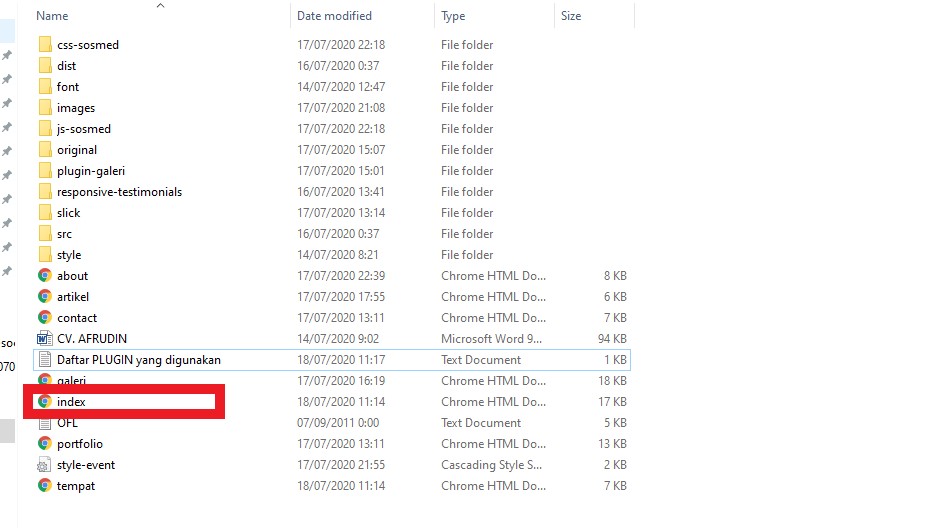 Name Date modified Type Size
css-sosmed 17/07/2020 22:18 File folder
dist 16/07/2020 0:37 File folder
font 14/07/2020 12:47 File folder
images 17/07/2020 21:08 File folder
js-sosmed 17/07/2020 22:18 File folder
original 17/07/2020 15:07 File folder
plugin-galeri 17/07/2020 15:01 File folder
responsive-testimonials 16/07/2020 13:41 File folder
slick 17/07/2020 13:14 File folder
src 16/07/2020 0:37 File folder
style 14/07/2020 8:21 File folder
about 17/07/2020 22:39 Chrome HTML Do... 8 KB
artikel 17/07/2020 17:55 Chrome HTML Do... 6 KB
contact 17/07/2020 13:11 Chrome HTML Do... 7 KB
CV. AFRUDIN 14/07/2020 9:02 Microsoft Word 9... 94 KB
Daftar PLUGIN yang digunakan 18/07/2020 11:17 Text Document 1 KB
galeri 17/07/2020 16:19 Chrome HTML Do... 18 KB
index 18/07/2020 11:14 Chrome HTML Do... 17 KB
OFL 07/09/2011 0:00 Text Document 5 KB
portfolio 17/07/2020 13:11 Chrome HTML Do... 13 KB
style-event 17/07/2020 21:55 Cascading Style S... 2 KB
tempat 18/07/2020 11:14 Chrome HTML Do... 7 KB